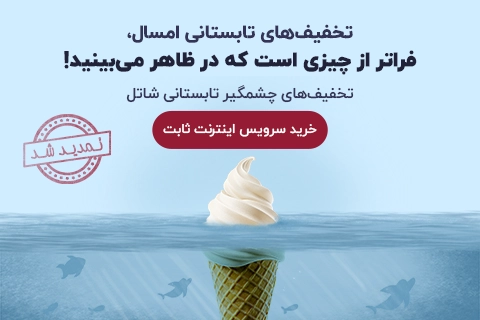 تخفیف‌های تابستانی امسال،
فراتر از چیزی است که در ظاهر می‌بینید!
تخفیف‌های چشمگیر تابستانی شاتل
خرید سرویس اینترنت ثابت
تمدید شد